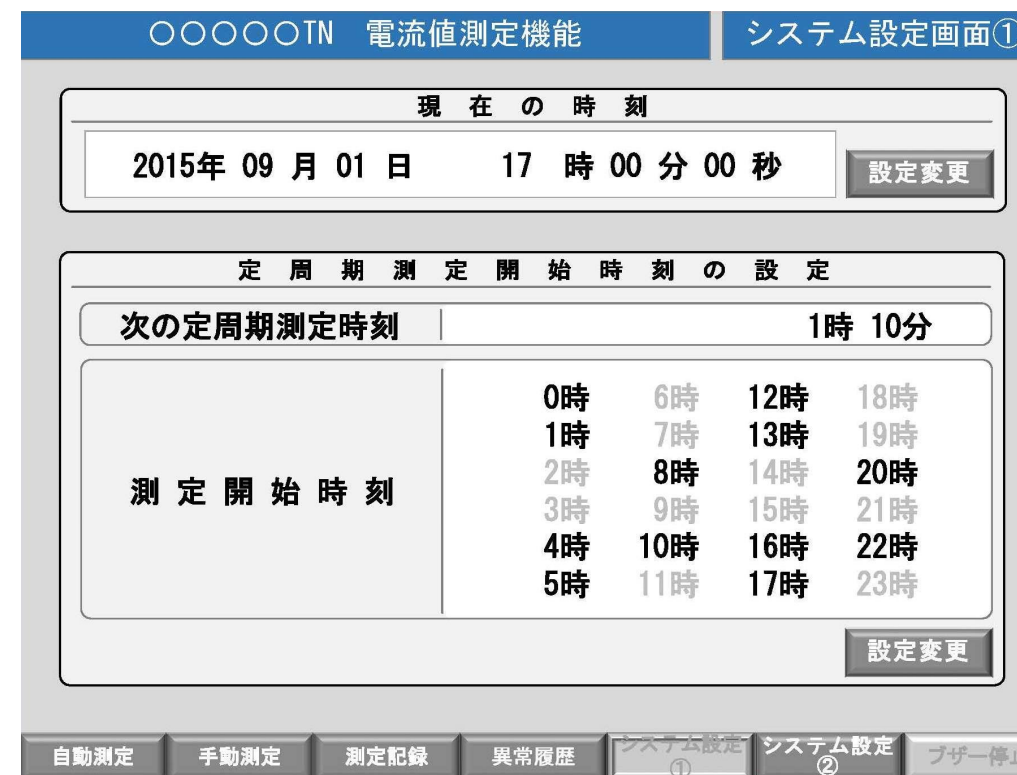 ○○○○○TN 電流値測定機能 システム設定画面①
現在の時刻
2015年 09 月 01 日 17 時 00 分 00 秒 設定変更
定周期測定開始時刻の設定
次の定周期測定時刻 1時 10分
測定開始時刻
0時 6時 12時 18時
1時 7時 13時 19時
2時 8時 14時 20時
3時 9時 15時 21時
4時 10時 16時 22時
5時 11時 17時 23時
設定変更
自動測定 手動測定 測定記録 異常履歴 システム設定① システム設定② ブザー停止